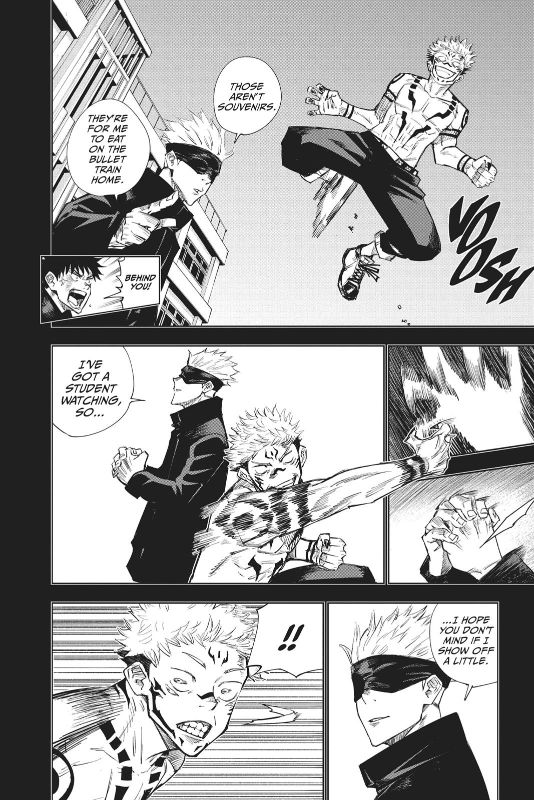 THOSE
AREN'T
SOUVENIRS.
THEY'RE
FOR ME
TO EAT
ON THE
BULLET
TRAIN
HOME.
BEHIND
YOU!
VOOSH
I'VE
GOT A
STUDENT
WATCHING,
SO...
...I HOPE
YOU DON'T
MIND IF I
SHOW OFF
A LITTLE.
!!